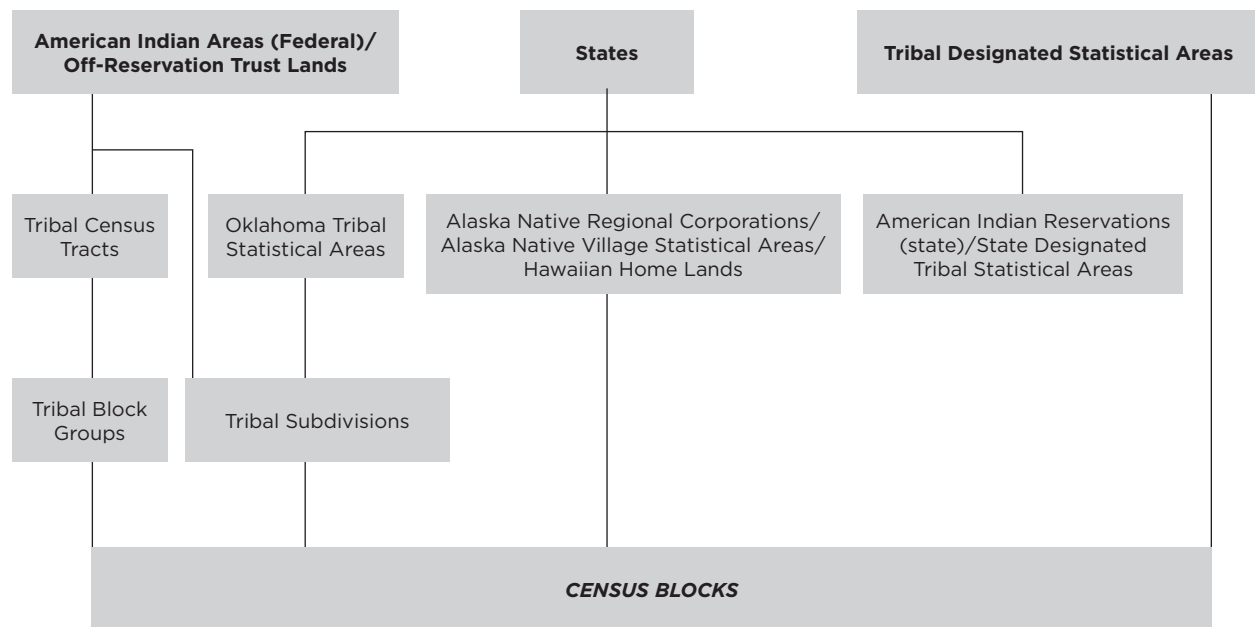 American Indian Areas (Federal)/
Off-Reservation Trust Lands
States
Tribal Designated Statistical Areas
Tribal Census
Tracts
Oklahoma Tribal
Statistical Areas
Alaska Native Regional Corporations/
Alaska Native Village Statistical Areas/
Hawaiian Home Lands
American Indian Reservations
(state)/State Designated
Tribal Statistical Areas
Tribal Block
Groups
Tribal Subdivisions
CENSUS BLOCKS